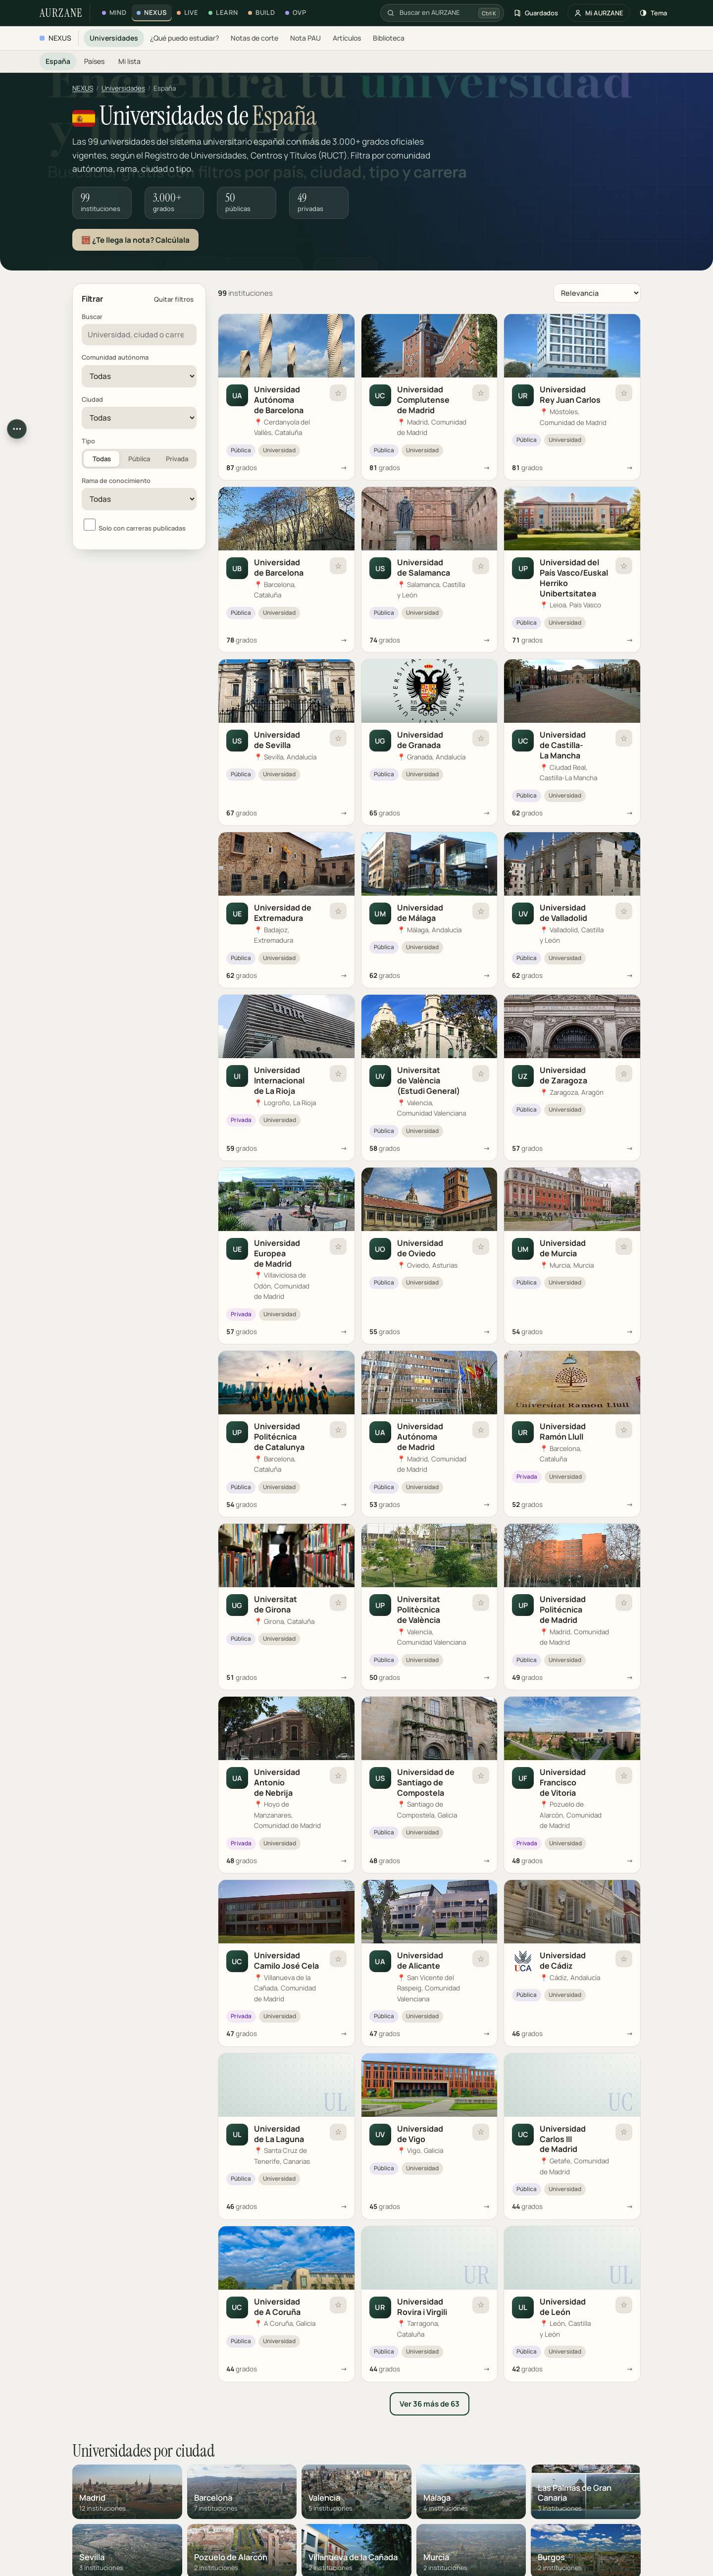 AURZANE
MIND
NEXUS
LIVE
LEARN
BUILD
OVP
Buscar en AURZANE
Ctrl K
Guardados
Mi AURZANE
Tema
NEXUS
Universidades
¿Qué puedo estudiar?
Notas de corte
Nota PAU
Artículos
Biblioteca
España
Países
Mi lista
Encuentra tu universidad
Buscador gratis con filtros por país, ciudad, tipo y carrera
NEXUS / Universidades / España
Universidades de España
Las 99 universidades del sistema universitario español con más de 3.000+ grados oficiales
vigentes, según el Registro de Universidades, Centros y Títulos (RUCT). Filtra por comunidad
autónoma, rama, ciudad o tipo.
99
instituciones
3.000+
grados
50
públicas
49
privadas
¿Te llega la nota? Calcúlala
Filtrar
Quitar filtros
Buscar
Universidad, ciudad o carre
Comunidad autónoma
Todas
Ciudad
Todas
Tipo
Todas
Pública
Privada
Rama de conocimiento
Todas
Solo con carreras publicadas
99 instituciones
Relevancia
UA
Universidad
Autónoma
de Barcelona
Cerdanyola del
Vallès, Cataluña
Pública
Universidad
87 grados →
UC
Universidad
Complutense
de Madrid
Madrid, Comunidad
de Madrid
Pública
Universidad
81 grados →
UR
Universidad
Rey Juan Carlos
Móstoles,
Comunidad de Madrid
Pública
Universidad
81 grados →
UB
Universidad
de Barcelona
Barcelona,
Cataluña
Pública
Universidad
78 grados →
US
Universidad
de Salamanca
Salamanca, Castilla
y León
Pública
Universidad
74 grados →
UP
Universidad del
País Vasco/Euskal
Herriko
Unibertsitatea
Leioa, País Vasco
Pública
Universidad
71 grados →
US
Universidad
de Sevilla
Sevilla, Andalucía
Pública
Universidad
67 grados →
UG
Universidad
de Granada
Granada, Andalucía
Pública
Universidad
65 grados →
UC
Universidad
de Castilla-
La Mancha
Ciudad Real,
Castilla-La Mancha
Pública
Universidad
62 grados →
UE
Universidad de
Extremadura
Badajoz,
Extremadura
Pública
Universidad
62 grados →
UM
Universidad
de Málaga
Málaga, Andalucía
Pública
Universidad
62 grados →
UV
Universidad
de Valladolid
Valladolid, Castilla
y León
Pública
Universidad
62 grados →
unir
UI
Universidad
Internacional
de La Rioja
Logroño, La Rioja
Privada
Universidad
59 grados →
UV
Universitat
de València
(Estudi General)
Valencia,
Comunidad Valenciana
Pública
Universidad
58 grados →
UZ
Universidad
de Zaragoza
Zaragoza, Aragón
Pública
Universidad
57 grados →
UE
Universidad
Europea
de Madrid
Villaviciosa de
Odón, Comunidad
de Madrid
Privada
Universidad
57 grados →
UO
Universidad
de Oviedo
Oviedo, Asturias
Pública
Universidad
55 grados →
UM
Universidad
de Murcia
Murcia, Murcia
Pública
Universidad
54 grados →
UP
Universidad
Politécnica
de Catalunya
Barcelona,
Cataluña
Pública
Universidad
54 grados →
UA
Universidad
Autónoma
de Madrid
Madrid, Comunidad
de Madrid
Pública
Universidad
53 grados →
Universitat Ramon Llull
UR
Universidad
Ramón Llull
Barcelona,
Cataluña
Privada
Universidad
52 grados →
UG
Universitat
de Girona
Girona, Cataluña
Pública
Universidad
51 grados →
UP
Universitat
Politècnica
de València
Valencia,
Comunidad Valenciana
Pública
Universidad
50 grados →
UP
Universidad
Politécnica
de Madrid
Madrid, Comunidad
de Madrid
Pública
Universidad
49 grados →
UA
Universidad
Antonio
de Nebrija
Hoyo de
Manzanares,
Comunidad de Madrid
Privada
Universidad
48 grados →
US
Universidad de
Santiago de
Compostela
Santiago de
Compostela, Galicia
Pública
Universidad
48 grados →
UF
Universidad
Francisco
de Vitoria
Pozuelo de
Alarcón, Comunidad
de Madrid
Privada
Universidad
48 grados →
UC
Universidad
Camilo José Cela
Villanueva de la
Cañada, Comunidad
de Madrid
Privada
Universidad
47 grados →
UA
Universidad
de Alicante
San Vicente del
Raspeig, Comunidad
Valenciana
Pública
Universidad
47 grados →
UCA
Universidad
de Cádiz
Cádiz, Andalucía
Pública
Universidad
46 grados →
UL
UL
Universidad
de La Laguna
Santa Cruz de
Tenerife, Canarias
Pública
Universidad
46 grados →
UV
Universidad
de Vigo
Vigo, Galicia
Pública
Universidad
45 grados →
UC
UC
Universidad
Carlos III
de Madrid
Getafe, Comunidad
de Madrid
Pública
Universidad
44 grados →
UC
Universidad
de A Coruña
A Coruña, Galicia
Pública
Universidad
44 grados →
UR
UR
Universidad
Rovira i Virgili
Tarragona,
Cataluña
Pública
Universidad
44 grados →
UL
UL
Universidad
de León
León, Castilla
y León
Pública
Universidad
42 grados →
Ver 36 más de 63
Universidades por ciudad
Madrid
12 instituciones
Barcelona
7 instituciones
Valencia
5 instituciones
Málaga
4 instituciones
Las Palmas de Gran
Canaria
3 instituciones
Sevilla
3 instituciones
Pozuelo de Alarcón
2 instituciones
Villanueva de la Cañada
2 instituciones
Murcia
2 instituciones
Burgos
2 instituciones